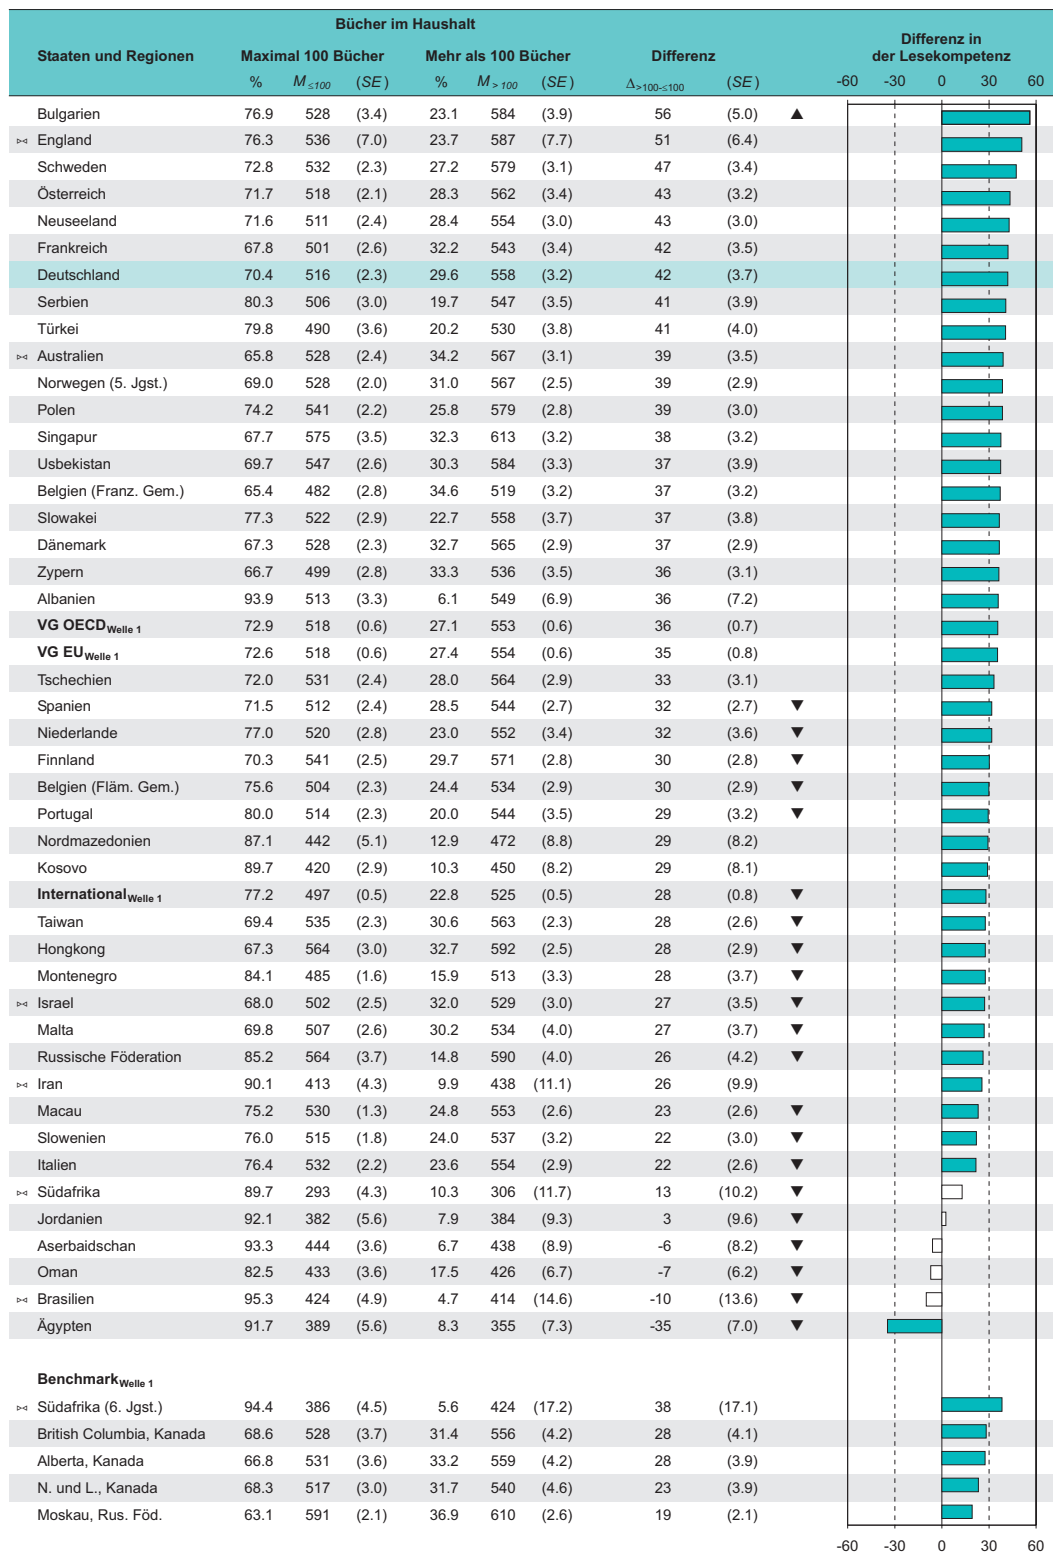 Bücher im Haushalt
Staaten und Regionen Maximal 100 Bücher Mehr als 100 Bücher Differenz Differenz in der Lesekompetenz
% M ≤100 (SE) % M > 100 (SE) Δ>100-≤100 (SE) -60 -30 0 30 60
Bulgarien 76.9 528 (3.4) 23.1 584 (3.9) 56 (5.0) ▲
⋈ England 76.3 536 (7.0) 23.7 587 (7.7) 51 (6.4)
Schweden 72.8 532 (2.3) 27.2 579 (3.1) 47 (3.4)
Österreich 71.7 518 (2.1) 28.3 562 (3.4) 43 (3.2)
Neuseeland 71.6 511 (2.4) 28.4 554 (3.0) 43 (3.0)
Frankreich 67.8 501 (2.6) 32.2 543 (3.4) 42 (3.5)
Deutschland 70.4 516 (2.3) 29.6 558 (3.2) 42 (3.7)
Serbien 80.3 506 (3.0) 19.7 547 (3.5) 41 (3.9)
Türkei 79.8 490 (3.6) 20.2 530 (3.8) 41 (4.0)
⋈ Australien 65.8 528 (2.4) 34.2 567 (3.1) 39 (3.5)
Norwegen (5. Jgst.) 69.0 528 (2.0) 31.0 567 (2.5) 39 (2.9)
Polen 74.2 541 (2.2) 25.8 579 (2.8) 39 (3.0)
Singapur 67.7 575 (3.5) 32.3 613 (3.2) 38 (3.2)
Usbekistan 69.7 547 (2.6) 30.3 584 (3.3) 37 (3.9)
Belgien (Franz. Gem.) 65.4 482 (2.8) 34.6 519 (3.2) 37 (3.2)
Slowakei 77.3 522 (2.9) 22.7 558 (3.7) 37 (3.8)
Dänemark 67.3 528 (2.3) 32.7 565 (2.9) 37 (2.9)
Zypern 66.7 499 (2.8) 33.3 536 (3.5) 36 (3.1)
Albanien 93.9 513 (3.3) 6.1 549 (6.9) 36 (7.2)
VG OECD Welle 1 72.9 518 (0.6) 27.1 553 (0.6) 36 (0.7)
VG EU Welle 1 72.6 518 (0.6) 27.4 554 (0.6) 35 (0.8)
Tschechien 72.0 531 (2.4) 28.0 564 (2.9) 33 (3.1)
Spanien 71.5 512 (2.4) 28.5 544 (2.7) 32 (2.7) ▼
Niederlande 77.0 520 (2.8) 23.0 552 (3.4) 32 (3.6) ▼
Finnland 70.3 541 (2.5) 29.7 571 (2.8) 30 (2.8) ▼
Belgien (Fläm. Gem.) 75.6 504 (2.3) 24.4 534 (2.9) 30 (2.9) ▼
Portugal 80.0 514 (2.3) 20.0 544 (3.5) 29 (3.2) ▼
Nordmazedonien 87.1 442 (5.1) 12.9 472 (8.8) 29 (8.2)
Kosovo 89.7 420 (2.9) 10.3 450 (8.2) 29 (8.1)
International Welle 1 77.2 497 (0.5) 22.8 525 (0.5) 28 (0.8) ▼
Taiwan 69.4 535 (2.3) 30.6 563 (2.3) 28 (2.6) ▼
Hongkong 67.3 564 (3.0) 32.7 592 (2.5) 28 (2.9) ▼
Montenegro 84.1 485 (1.6) 15.9 513 (3.3) 28 (3.7) ▼
⋈ Israel 68.0 502 (2.5) 32.0 529 (3.0) 27 (3.5) ▼
Malta 69.8 507 (2.6) 30.2 534 (4.0) 27 (3.7) ▼
Russische Föderation 85.2 564 (3.7) 14.8 590 (4.0) 26 (4.2) ▼
⋈ Iran 90.1 413 (4.3) 9.9 438 (11.1) 26 (9.9)
Macau 75.2 530 (1.3) 24.8 553 (2.6) 23 (2.6) ▼
Slowenien 76.0 515 (1.8) 24.0 537 (3.2) 22 (3.0) ▼
Italien 76.4 532 (2.2) 23.6 554 (2.9) 22 (2.6) ▼
⋈ Südafrika 89.7 293 (4.3) 10.3 306 (11.7) 13 (10.2) ▼
Jordanien 92.1 382 (5.6) 7.9 384 (9.3) 3 (9.6) ▼
Aserbaidschan 93.3 444 (3.6) 6.7 438 (8.9) -6 (8.2) ▼
Oman 82.5 433 (3.6) 17.5 426 (6.7) -7 (6.2) ▼
⋈ Brasilien 95.3 424 (4.9) 4.7 414 (14.6) -10 (13.6) ▼
Ägypten 91.7 389 (5.6) 8.3 355 (7.3) -35 (7.0) ▼
Benchmark Welle 1
⋈ Südafrika (6. Jgst.) 94.4 386 (4.5) 5.6 424 (17.2) 38 (17.1)
British Columbia, Kanada 68.6 528 (3.7) 31.4 556 (4.2) 28 (4.1)
Alberta, Kanada 66.8 531 (3.6) 33.2 559 (4.2) 28 (3.9)
N. und L., Kanada 68.3 517 (3.0) 31.7 540 (4.6) 23 (3.9)
Moskau, Rus. Föd. 63.1 591 (2.1) 36.9 610 (2.6) 19 (2.1)
-60 -30 0 30 60